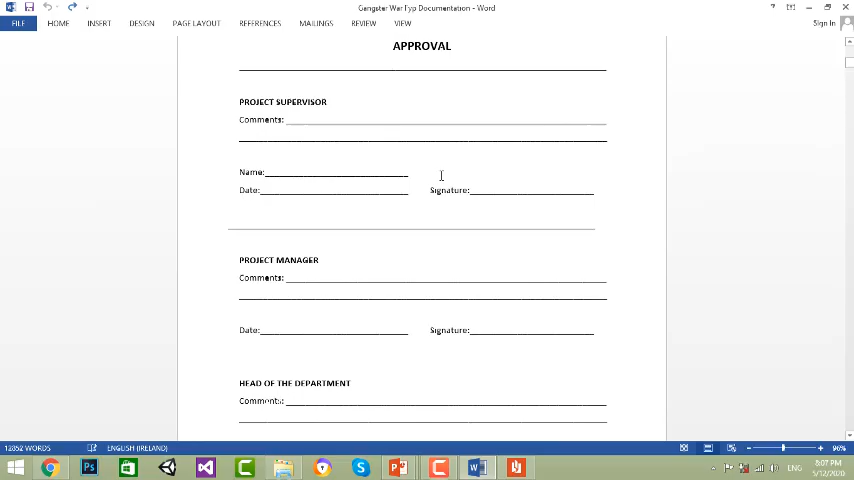 Gangster War Fyp Documentation - Word
Sign In
FILE HOME INSERT DESIGN PAGE LAYOUT REFERENCES MAILINGS REVIEW VIEW
APPROVAL
PROJECT SUPERVISOR
Comments:
Name:
Date: Signature:
PROJECT MANAGER
Comments:
Date: Signature:
HEAD OF THE DEPARTMENT
Comments:
12852 WORDS ENGLISH (IRELAND) 96%
ENG 8:07 PM
5/12/2020